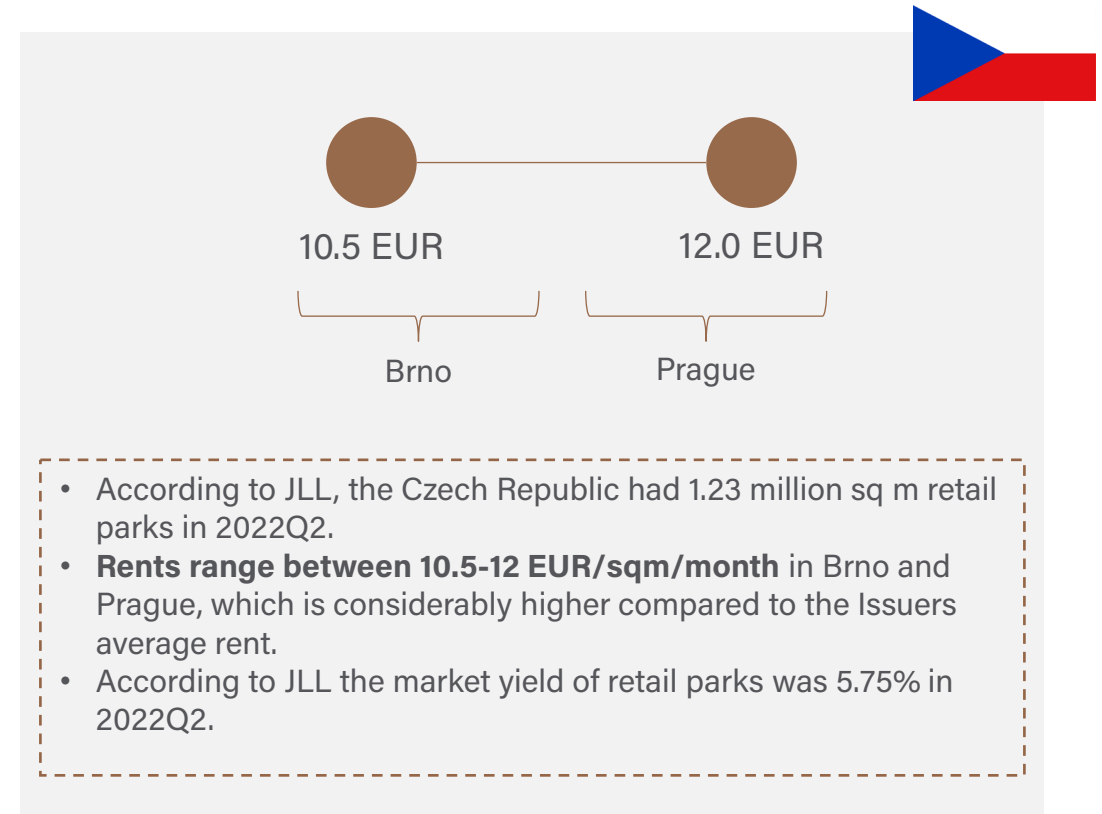 10.5 EUR
12.0 EUR
Brno
Prague
• According to JLL, the Czech Republic had 1.23 million sq m retail
parks in 2022Q2.
• Rents range between 10.5-12 EUR/sqm/month in Brno and
Prague, which is considerably higher compared to the Issuers
average rent.
• According to JLL the market yield of retail parks was 5.75% in
2022Q2.